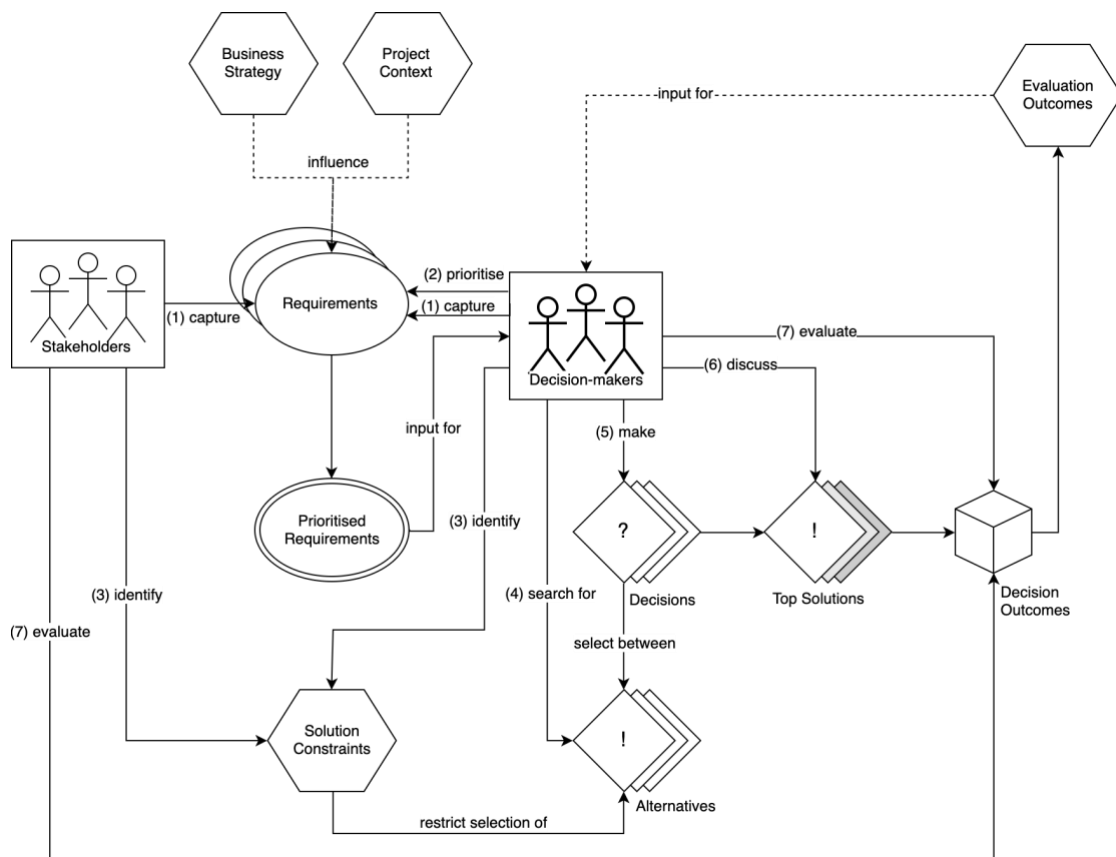 Business
Strategy
Project
Context
Evaluation
Outcomes
input for
influence
(2) prioritise
(1) capture
Requirements
(1) capture
Stakeholders
(7) evaluate
(6) discuss
Decision-makers
input for
(5) make
Prioritised
Requirements
(3) identify
?
!
(3) identify
(4) search for
Decisions
Top Solutions
Decision
Outcomes
(7) evaluate
select between
Solution
Constraints
!
Alternatives
restrict selection of